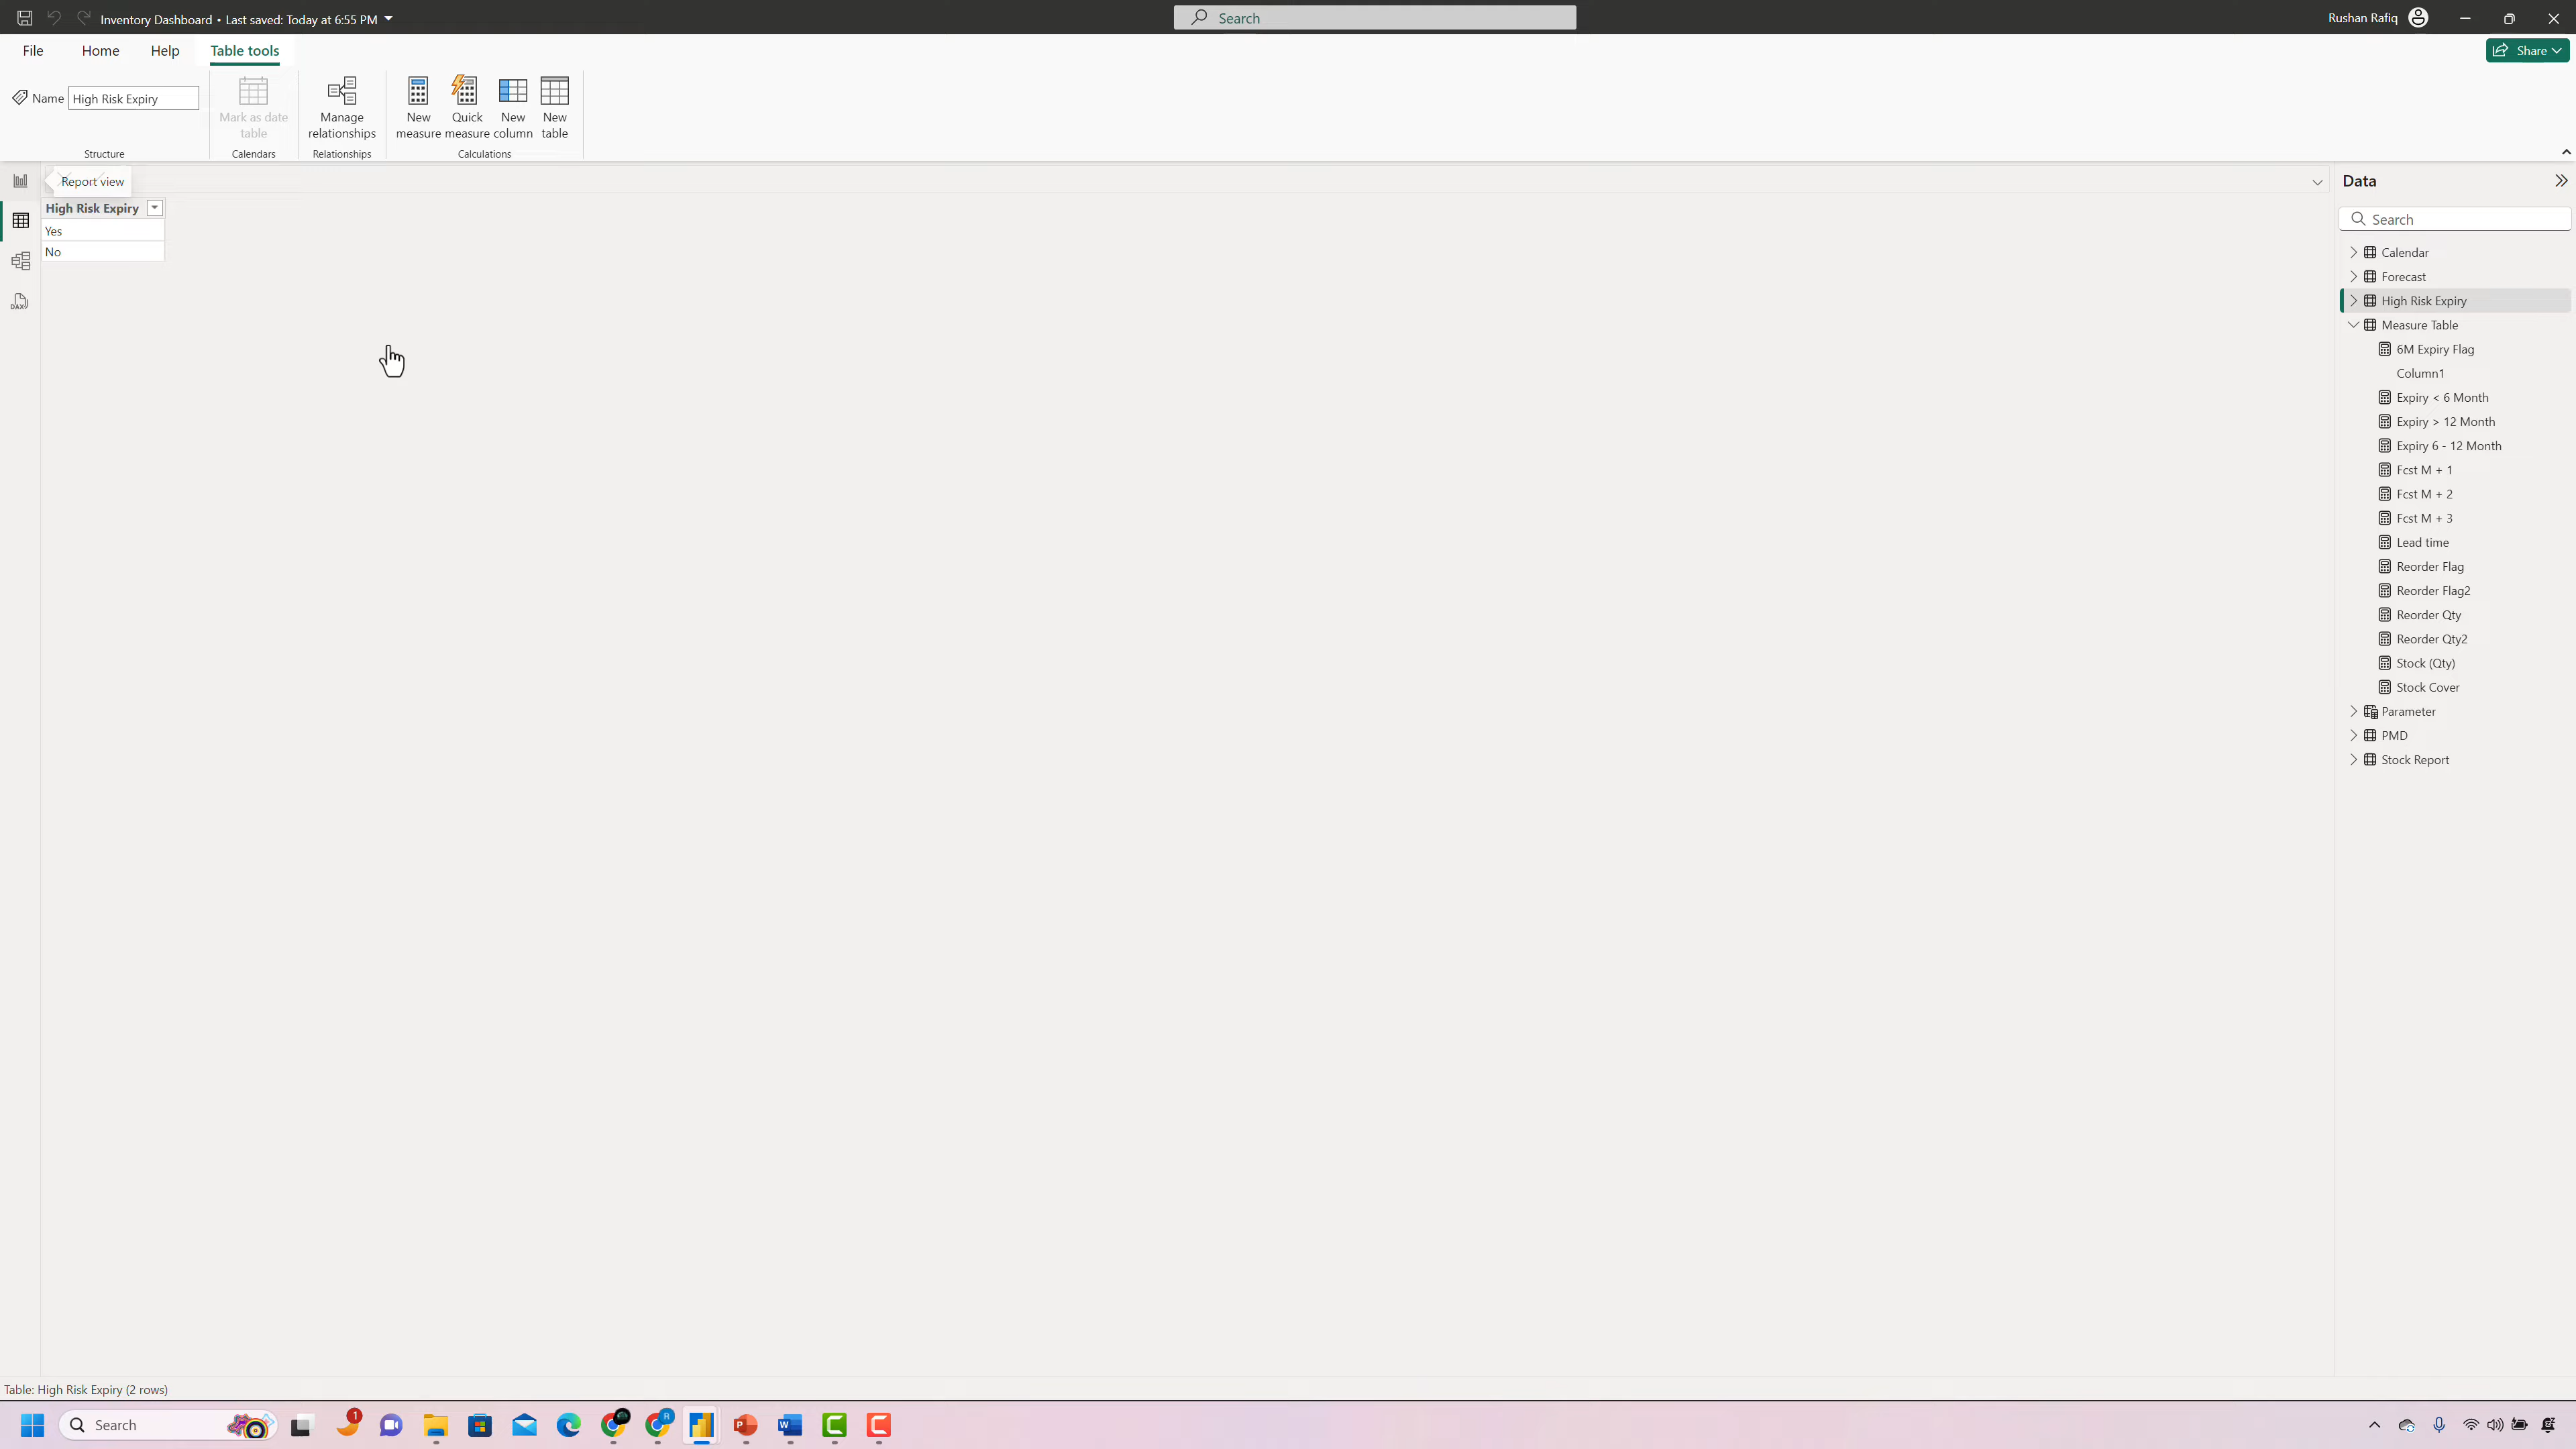 Inventory Dashboard • Last saved: Today at 6:55 PM
Search
Rushan Rafiq
File
Home
Help
Table tools
Share
Name
High Risk Expiry
Mark as date
table
Manage
relationships
New
measure
Quick
measure
New
column
New
table
Structure
Calendars
Relationships
Calculations
Report view
High Risk Expiry
Yes
No
DAX
Data
Search
Calendar
Forecast
High Risk Expiry
Measure Table
6M Expiry Flag
Column1
Expiry < 6 Month
Expiry > 12 Month
Expiry 6 - 12 Month
Fcst M + 1
Fcst M + 2
Fcst M + 3
Lead time
Reorder Flag
Reorder Flag2
Reorder Qty
Reorder Qty2
Stock (Qty)
Stock Cover
Parameter
PMD
Stock Report
Table: High Risk Expiry (2 rows)
Search
1
R
P
W
C
C